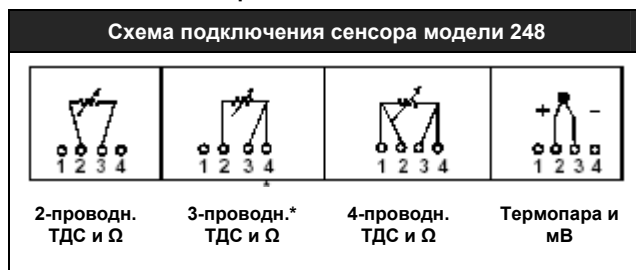 Схема подключения сенсора модели 248
+ –
1 2 3 4 1 2 3 4 1 2 3 4 1 2 3 4
*
2-проводн. 3-проводн.* 4-проводн. Термопара и
ТДС и Ω ТДС и Ω ТДС и Ω мВ